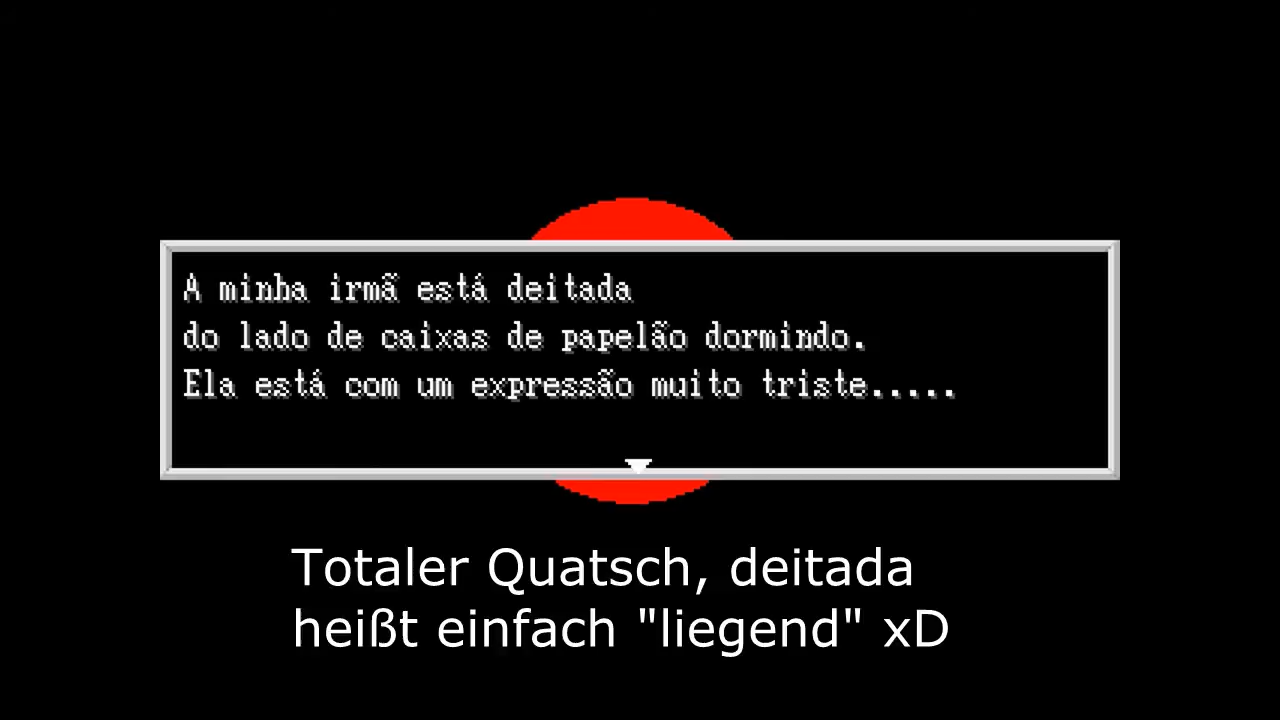 A minha irmã está deitada
do lado de caixas de papelão dormindo.
Ela está com um expressão muito triste.....
Totaler Quatsch, deitada
heißt einfach "liegend" xD